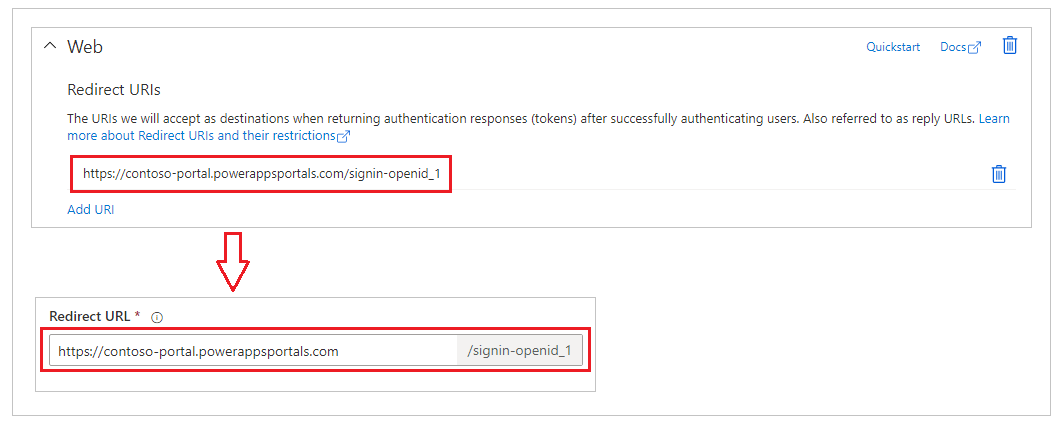 Web
Quickstart
Docs
Redirect URIs
The URIs we will accept as destinations when returning authentication responses (tokens) after successfully authenticating users. Also referred to as reply URLs. Learn
more about Redirect URIs and their restrictions
https://contoso-portal.powerappsportals.com/signin-openid_1
Add URI
Redirect URL *
https://contoso-portal.powerappsportals.com
/signin-openid_1